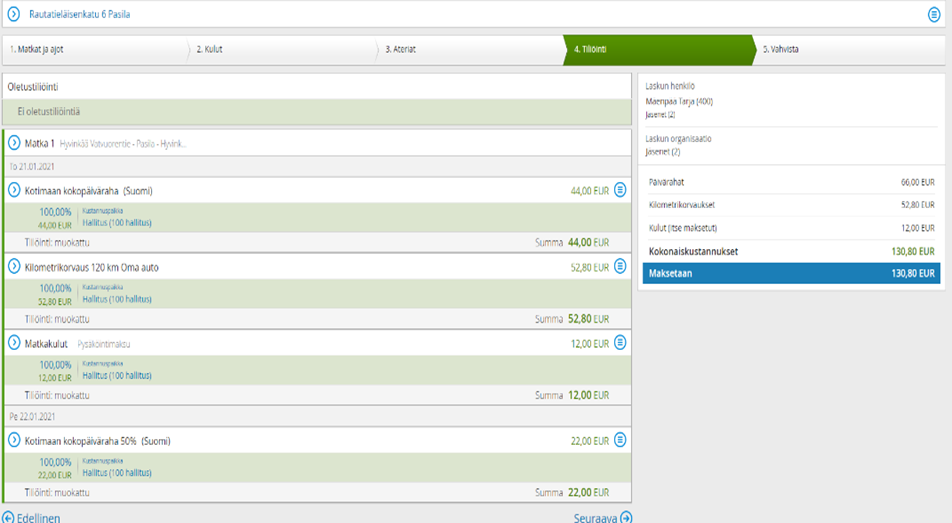 Rautatieläisenkatu 6 Pasila
1. Matkat ja ajot
2. Kulut
3. Ateriat
4. Tiliöinti
5. Vahvista
Oletustiliöinti
Ei oletustiliöintiä
Matka 1 Hyvinkää Vatvuorentie - Pasila - Hyvink...
To 21.01.2021
Kotimaan kokopäiväraha (Suomi) 44,00 EUR
100,00% Kustannuspaikka
44,00 EUR Hallitus (100 hallitus)
Tiliöinti: muokattu Summa 44,00 EUR
Kilometrikorvaus 120 km Oma auto 52,80 EUR
100,00% Kustannuspaikka
52,80 EUR Hallitus (100 hallitus)
Tiliöinti: muokattu Summa 52,80 EUR
Matkakulut Pysäköintimaksu 12,00 EUR
100,00% Kustannuspaikka
12,00 EUR Hallitus (100 hallitus)
Tiliöinti: muokattu Summa 12,00 EUR
Pe 22.01.2021
Kotimaan kokopäiväraha 50% (Suomi) 22,00 EUR
100,00% Kustannuspaikka
22,00 EUR Hallitus (100 hallitus)
Tiliöinti: muokattu Summa 22,00 EUR
Edellinen
Seuraava
Laskun henkilö
Mäenpää Tarja (400)
Jäsenet (2)
Laskun organisaatio
Jäsenet (2)
Päivärahat 66,00 EUR
Kilometrikorvaukset 52,80 EUR
Kulut (itse maksetut) 12,00 EUR
Kokonaiskustannukset 130,80 EUR
Maksetaan 130,80 EUR